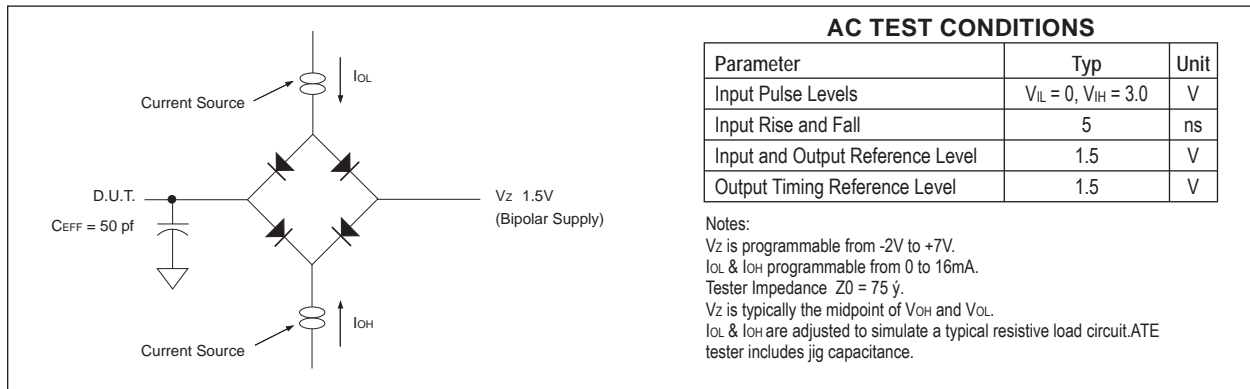 IOL
Current Source
D.U.T.
CEFF = 50 pf
VZ 1.5V
(Bipolar Supply)
IOH
Current Source
AC TEST CONDITIONS
Parameter Typ Unit
Input Pulse Levels VIL = 0, VIH = 3.0 V
Input Rise and Fall 5 ns
Input and Output Reference Level 1.5 V
Output Timing Reference Level 1.5 V
Notes:
VZ is programmable from -2V to +7V.
IOL & IOH programmable from 0 to 16mA.
Tester Impedance Z0 = 75 ý.
VZ is typically the midpoint of VOH and VOL.
IOL & IOH are adjusted to simulate a typical resistive load circuit.ATE
tester includes jig capacitance.